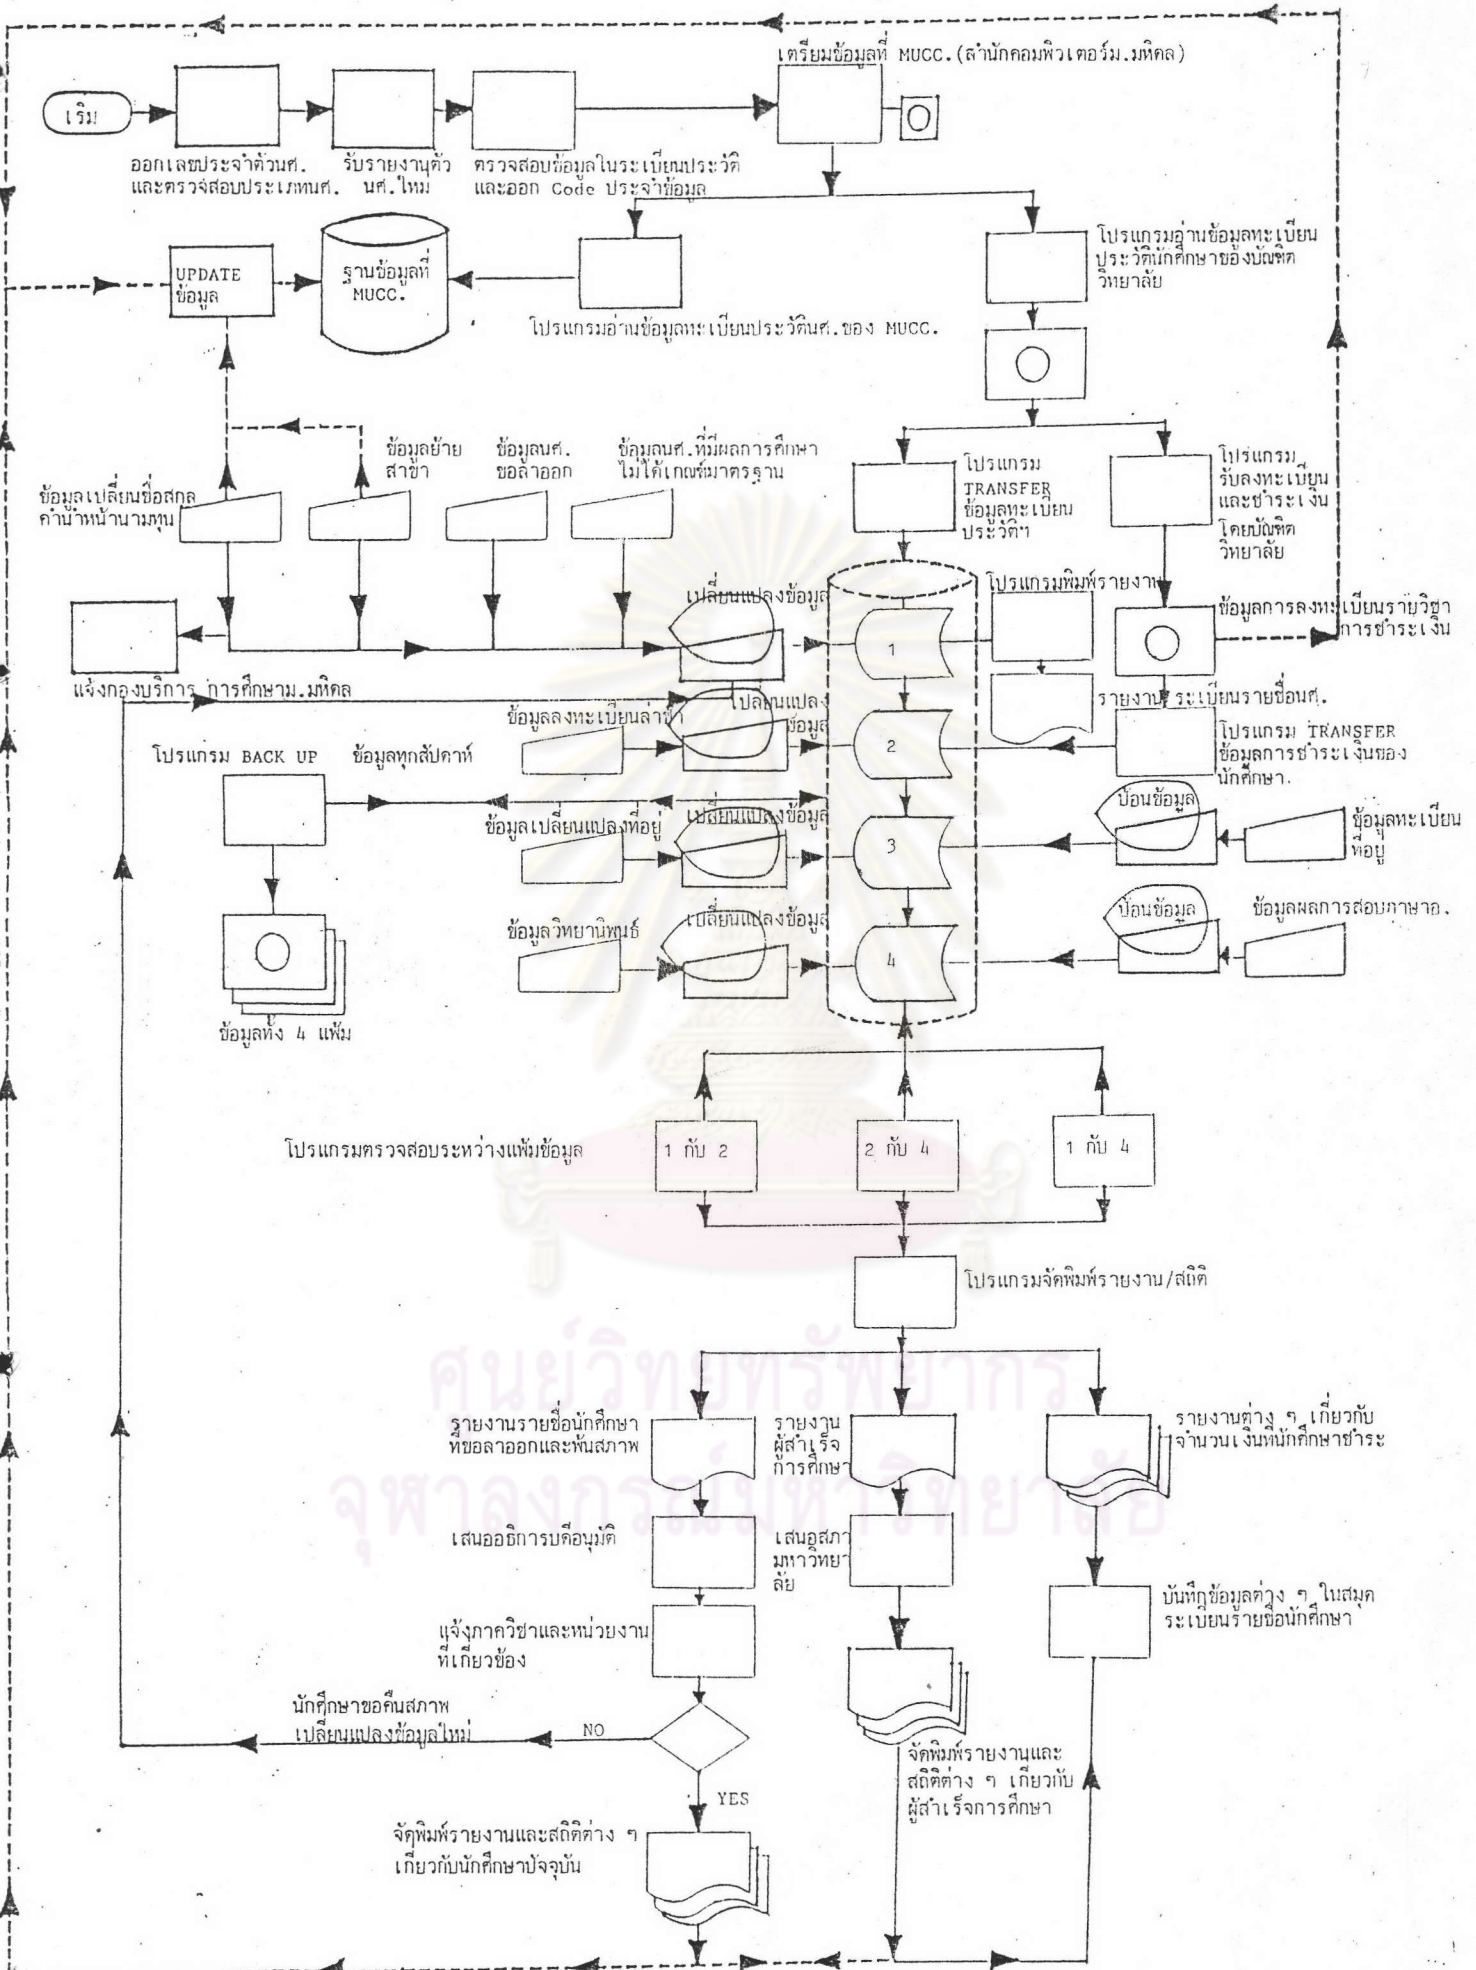 เตรียมข้อมูลที่ MUCC.(สำนักคอมพิวเตอร์ม.มหิดล)
เริ่ม
ออกเลขประจำตัวนศ.
และตรวจสอบประเภทนศ.
รับรายงานตัว
นศ.ใหม่
ตรวจสอบข้อมูลในระเบียนประวัติ
และออก Code ประจำข้อมูล
UPDATE
ข้อมูล
ฐานข้อมูลที่
MUCC.
โปรแกรมอ่านข้อมูลทะเบียนประวัตินศ.ของ MUCC.
โปรแกรมอ่านข้อมูลทะเบียน
ประวัตินักศึกษาของบัณฑิต
วิทยาลัย
ข้อมูลเปลี่ยนชื่อสกุล
คำนำหน้านามทุน
ข้อมูลย้าย
สาขา
ข้อมูลนศ.
ขอลาออก
ข้อมูลนศ.ที่มีผลการศึกษา
ไม่ได้เกณฑ์มาตรฐาน
โปรแกรม
TRANSFER
ข้อมูลทะเบียน
ประวัติฯ
โปรแกรม
รับลงทะเบียน
และชำระเงิน
โดยบัณฑิต
วิทยาลัย
เปลี่ยนแปลงข้อมูล
1
โปรแกรมพิมพ์รายงาน
ข้อมูลการลงทะเบียนรายวิชา
การชำระเงิน
แจ้งกองบริการ การศึกษาม.มหิดล
รายงาน ระเบียนรายชื่อนศ.
ข้อมูลลงทะเบียนล่าช้า
เปลี่ยนแปลง
ข้อมูล
2
โปรแกรม TRANSFER
ข้อมูลการชำระเงินของ
นักศึกษา.
โปรแกรม BACK UP ข้อมูลทุกสัปดาห์
ข้อมูลเปลี่ยนแปลงที่อยู่
เปลี่ยนแปลงข้อมูล
3
ป้อนข้อมูล
ข้อมูลทะเบียน
ที่อยู่
ข้อมูลวิทยานิพนธ์
เปลี่ยนแปลงข้อมูล
4
ป้อนข้อมูล
ข้อมูลผลการสอบภาษาอ.
ข้อมูลทั้ง 4 แฟ้ม
โปรแกรมตรวจสอบระหว่างแฟ้มข้อมูล
1 กับ 2
2 กับ 4
1 กับ 4
โปรแกรมจัดพิมพ์รายงาน/สถิติ
ศูนย์วิทยทรัพยากร
จุฬาลงกรณ์มหาวิทยาลัย
รายงานรายชื่อนักศึกษา
ที่ขอลาออกและพ้นสภาพ
รายงาน
ผู้สำเร็จ
การศึกษา
รายงานต่าง ๆ เกี่ยวกับ
จำนวนเงินที่นักศึกษาชำระ
เสนออธิการบดีอนุมัติ
เสนอสภา
มหาวิทยา
ลัย
บันทึกข้อมูลต่าง ๆ ในสมุด
ระเบียนรายชื่อนักศึกษา
แจ้งภาควิชาและหน่วยงาน
ที่เกี่ยวข้อง
นักศึกษาขอคืนสภาพ
เปลี่ยนแปลงข้อมูลใหม่
NO
YES
จัดพิมพ์รายงานและ
สถิติต่าง ๆ เกี่ยวกับ
ผู้สำเร็จการศึกษา
จัดพิมพ์รายงานและสถิติต่าง ๆ
เกี่ยวกับนักศึกษาปัจจุบัน